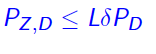 P_{Z,D} ≤ LδP_D